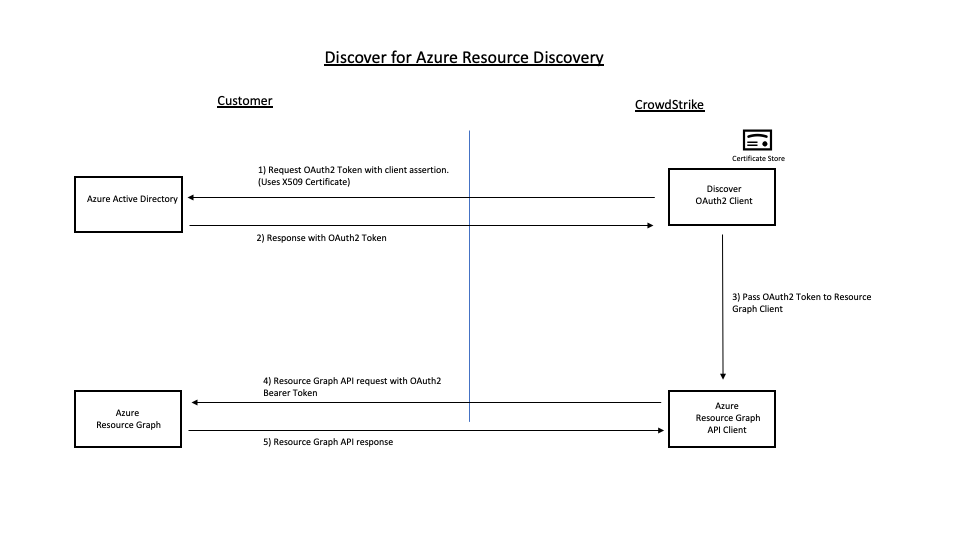 Discover for Azure Resource Discovery
Customer
CrowdStrike
Certificate Store
1) Request OAuth2 Token with client assertion.
(Uses X509 Certificate)
Azure Active Directory
Discover
OAuth2 Client
2) Response with OAuth2 Token
3) Pass OAuth2 Token to Resource
Graph Client
4) Resource Graph API request with OAuth2
Bearer Token
Azure
Resource Graph
Azure
Resource Graph
API Client
5) Resource Graph API response